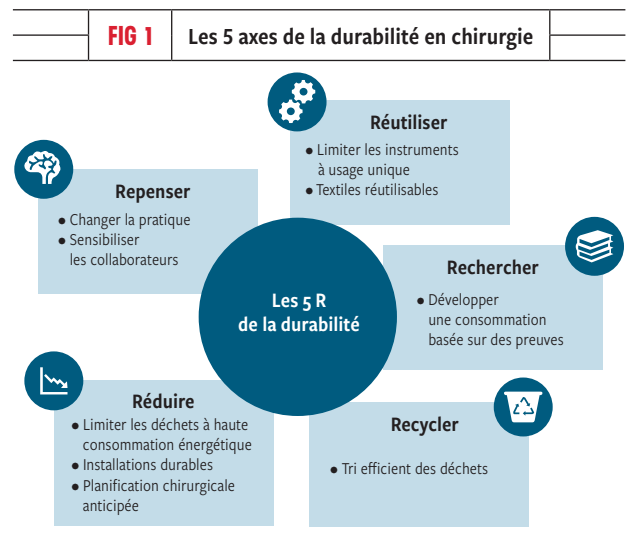 FIG 1
Les 5 axes de la durabilité en chirurgie
Réutiliser
● Limiter les instruments
à usage unique
● Textiles réutilisables
Repenser
● Changer la pratique
● Sensibiliser
les collaborateurs
Les 5 R
de la durabilité
Rechercher
● Développer
une consommation
basée sur des preuves
Réduire
● Limiter les déchets à haute
consommation énergétique
● Installations durables
● Planification chirurgicale
anticipée
Recycler
● Tri efficient des déchets